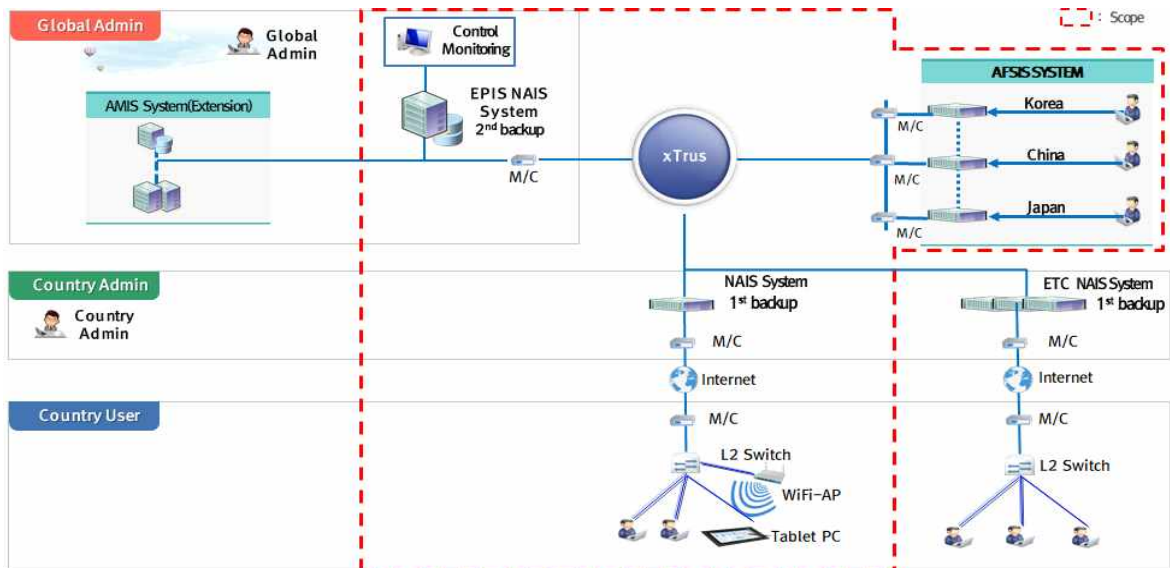 Global Admin
: Scope
Global
Admin
Control
Monitoring
AFSIS SYSTEM
AMIS System(Extension)
EPIS NAIS
System
2nd backup
M/C
xTrus
Korea
M/C
China
M/C
Japan
M/C
Country Admin
Country
Admin
NAIS System
1st backup
ETC NAIS System
1st backup
M/C
M/C
Internet
Internet
Country User
M/C
M/C
L2 Switch
L2 Switch
WiFi-AP
Tablet PC